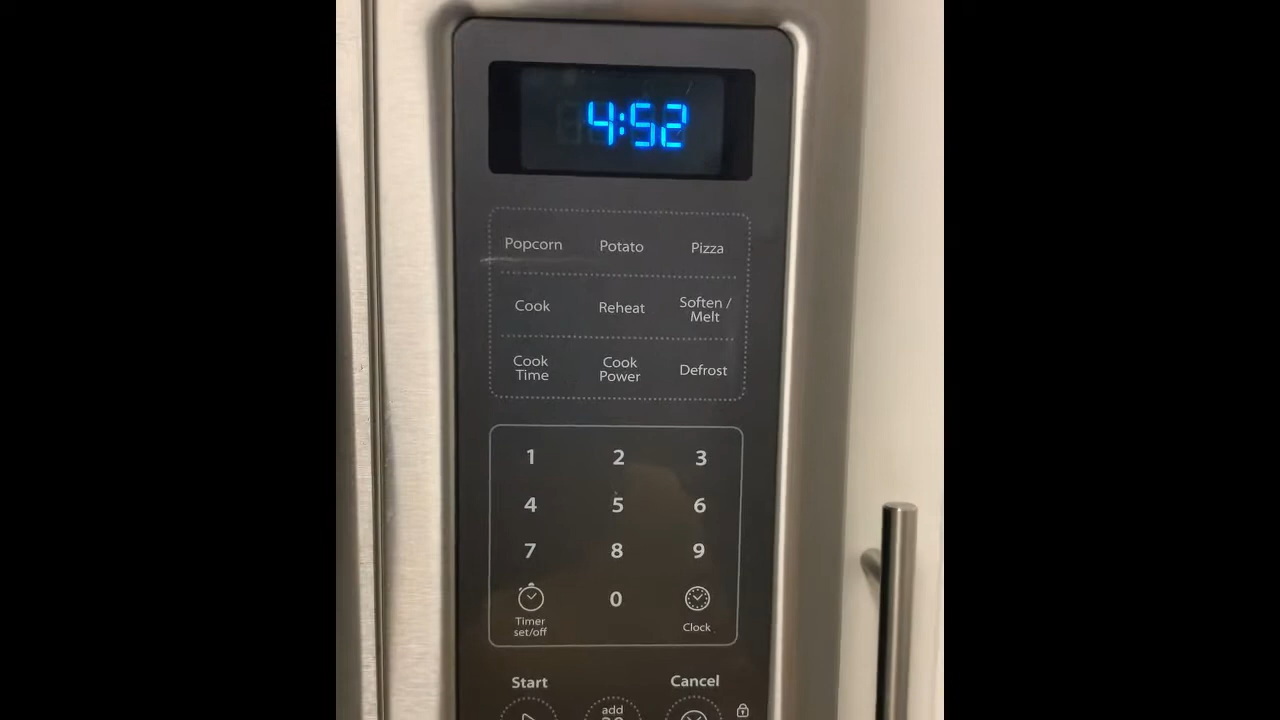 4:52
Popcorn Potato Pizza
Cook Reheat Soften /
Melt
Cook Cook Defrost
Time Power
1 2 3
4 5 6
7 8 9
0
Timer Clock
set/off
Start Cancel
add